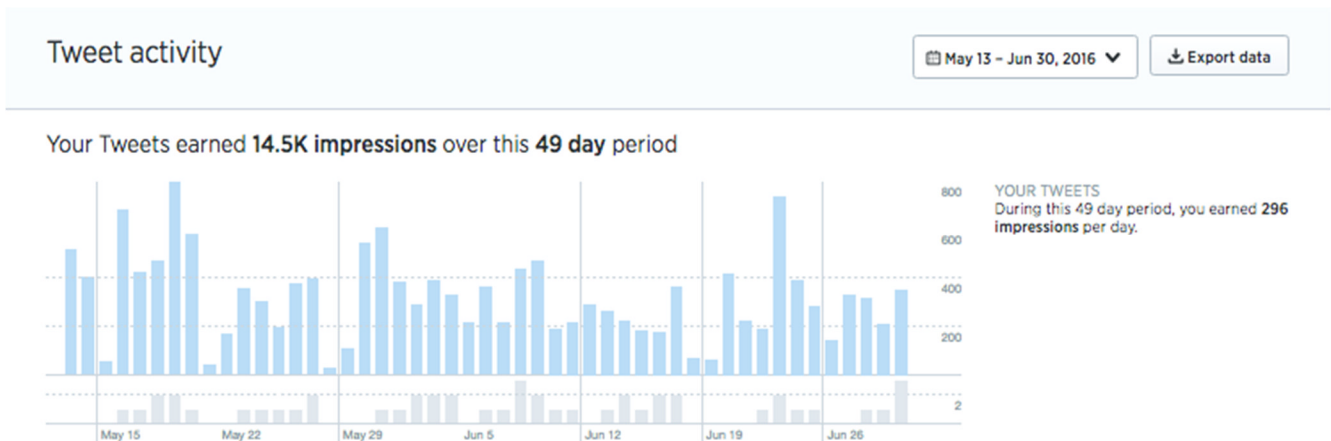 Tweet activity
May 13 – Jun 30, 2016
Export data
Your Tweets earned 14.5K impressions over this 49 day period
800
600
400
200
2
YOUR TWEETS
During this 49 day period, you earned 296
impressions per day.
May 15 May 22 May 29 Jun 5 Jun 12 Jun 19 Jun 26